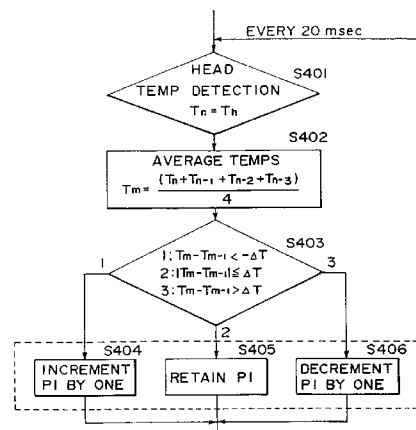 EVERY 20 msec
S401
HEAD
TEMP DETECTION
Tn = Th
S402
AVERAGE TEMPS
Tm = (Tn + Tn-1 + Tn-2 + Tn-3)
4
S403
1: Tm-Tm-1 < -ΔT
2: |Tm-Tm-1| ≦ ΔT
3: Tm-Tm-1 > ΔT
1
3
2
S404
S405
S406
INCREMENT
PI BY ONE
RETAIN PI
DECREMENT
PI BY ONE